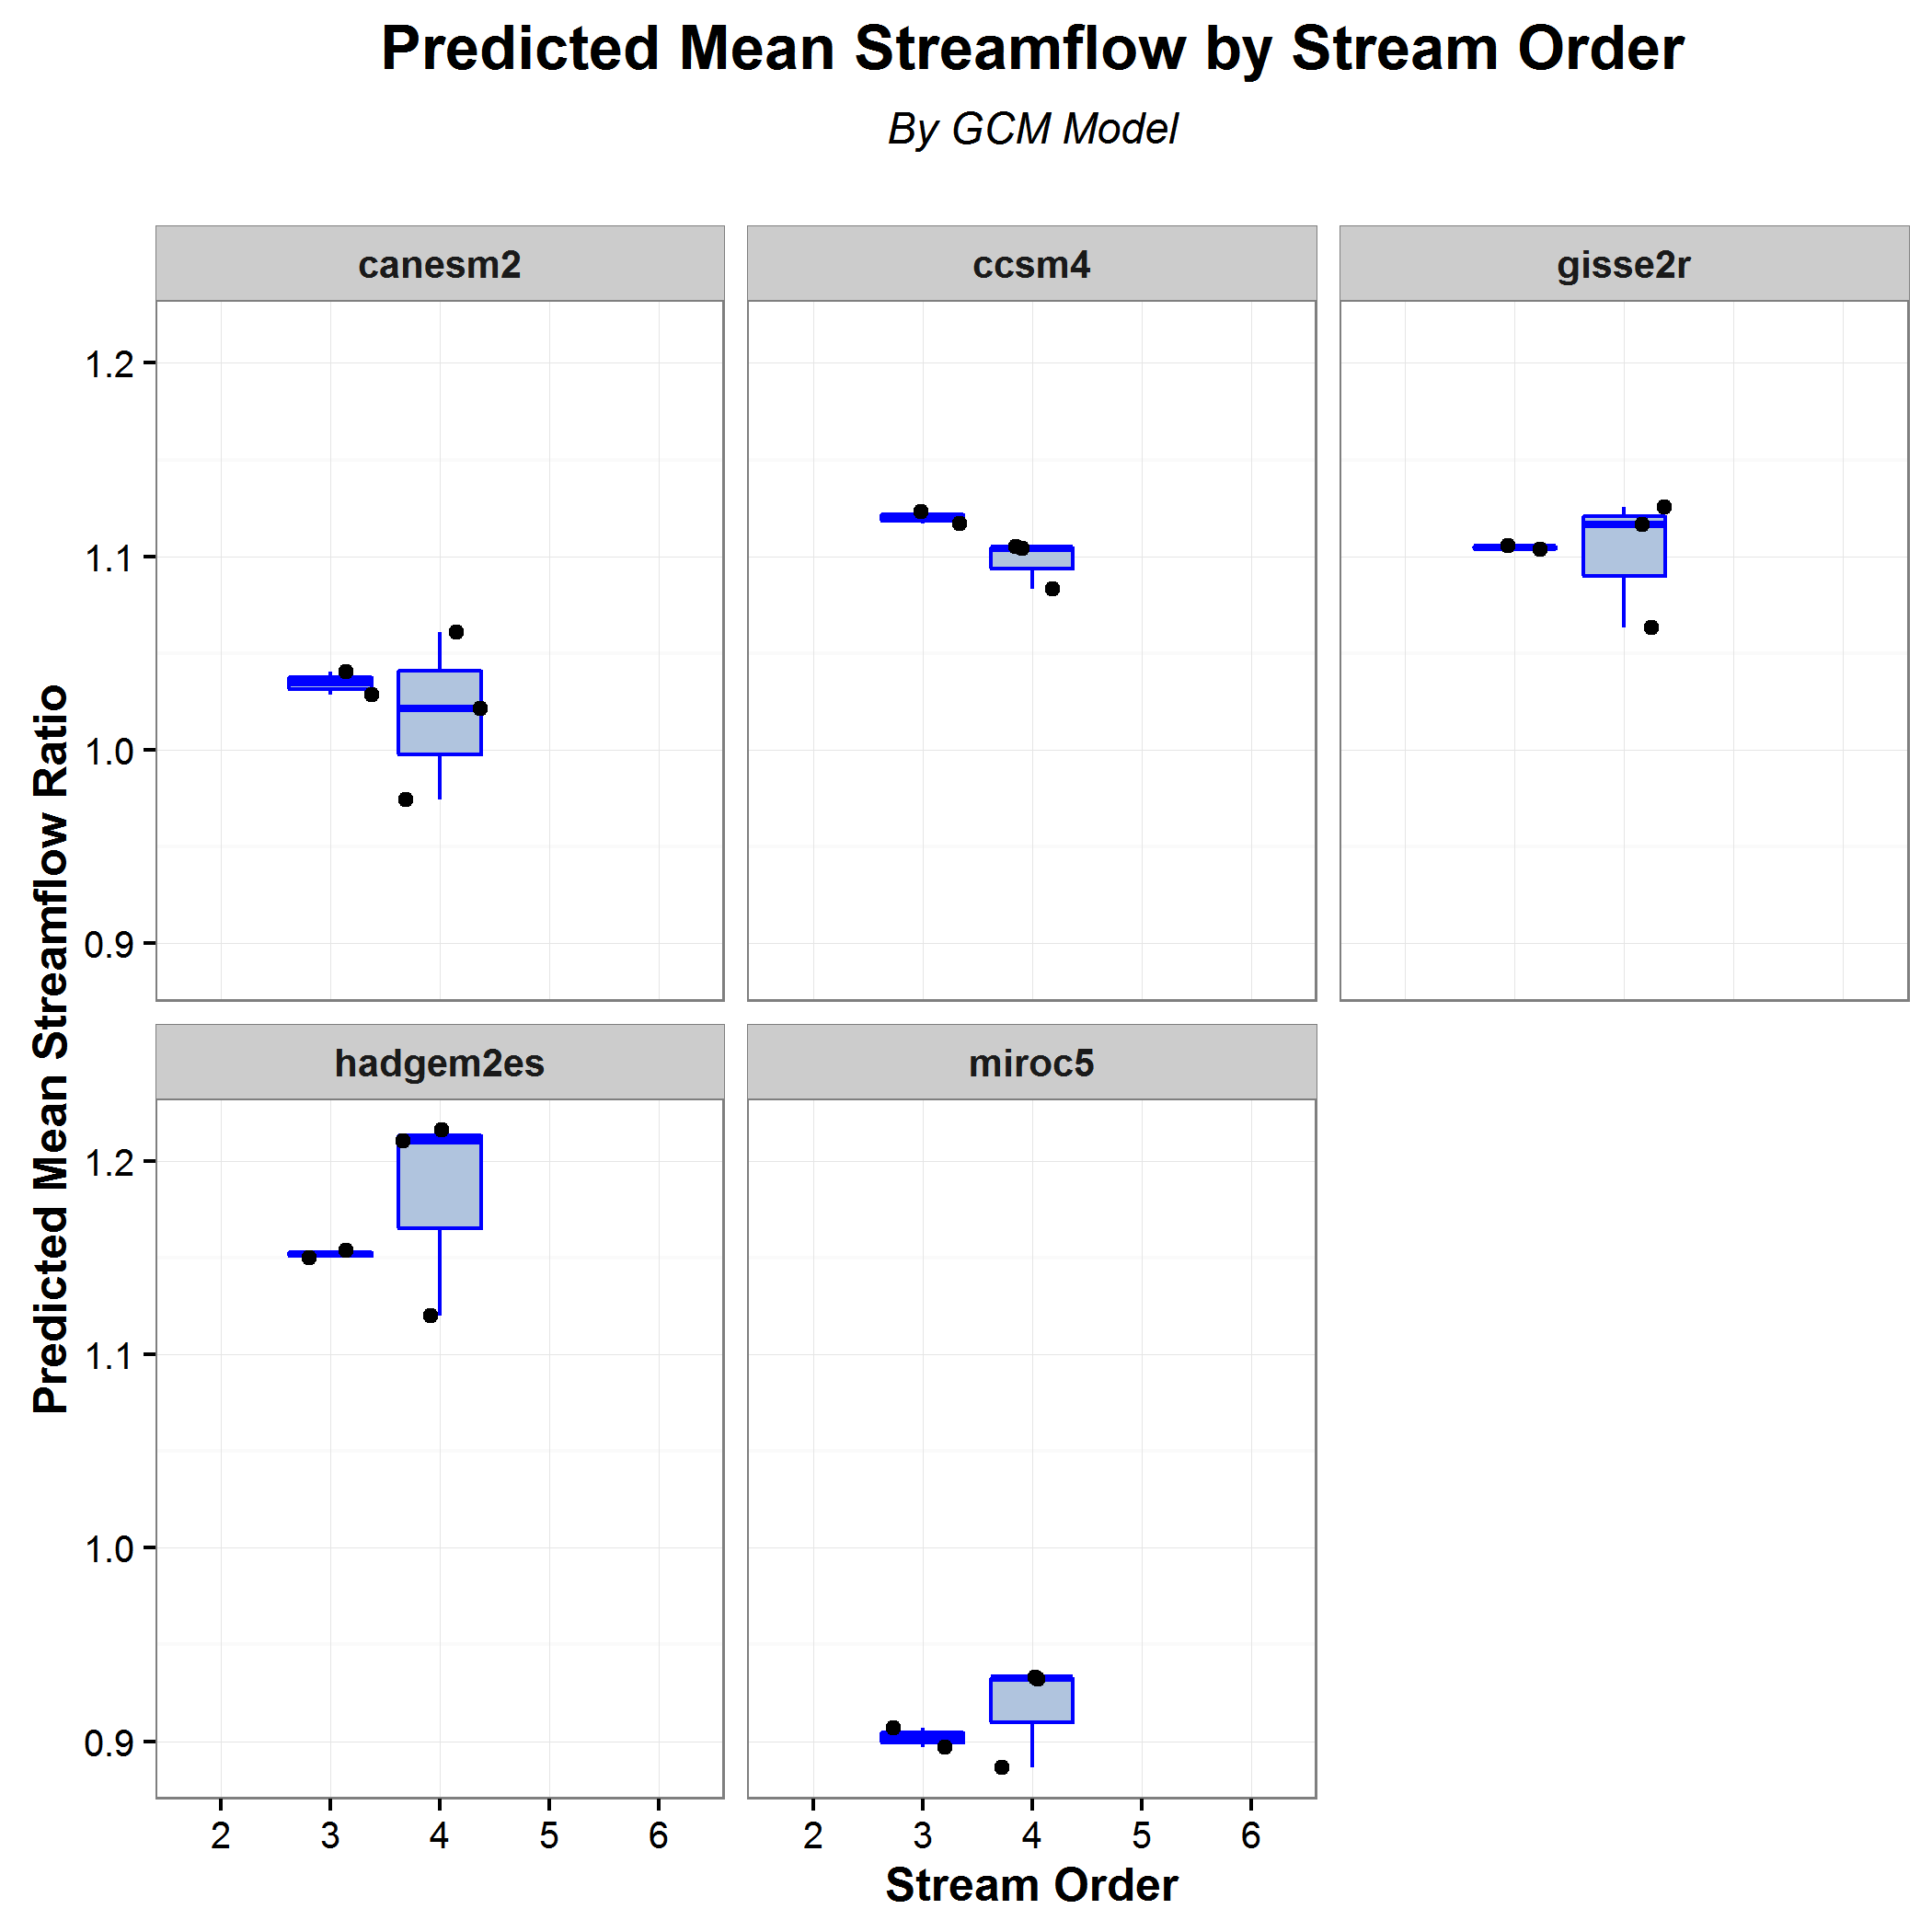 Predicted Mean Streamflow by Stream Order
By GCM Model
canesm2
ccsm4
gisse2r
1.2
1.1
1.0
0.9
Predicted Mean Streamflow Ratio
hadgem2es
miroc5
1.2
1.1
1.0
0.9
2 3 4 5 6
2 3 4 5 6
Stream Order